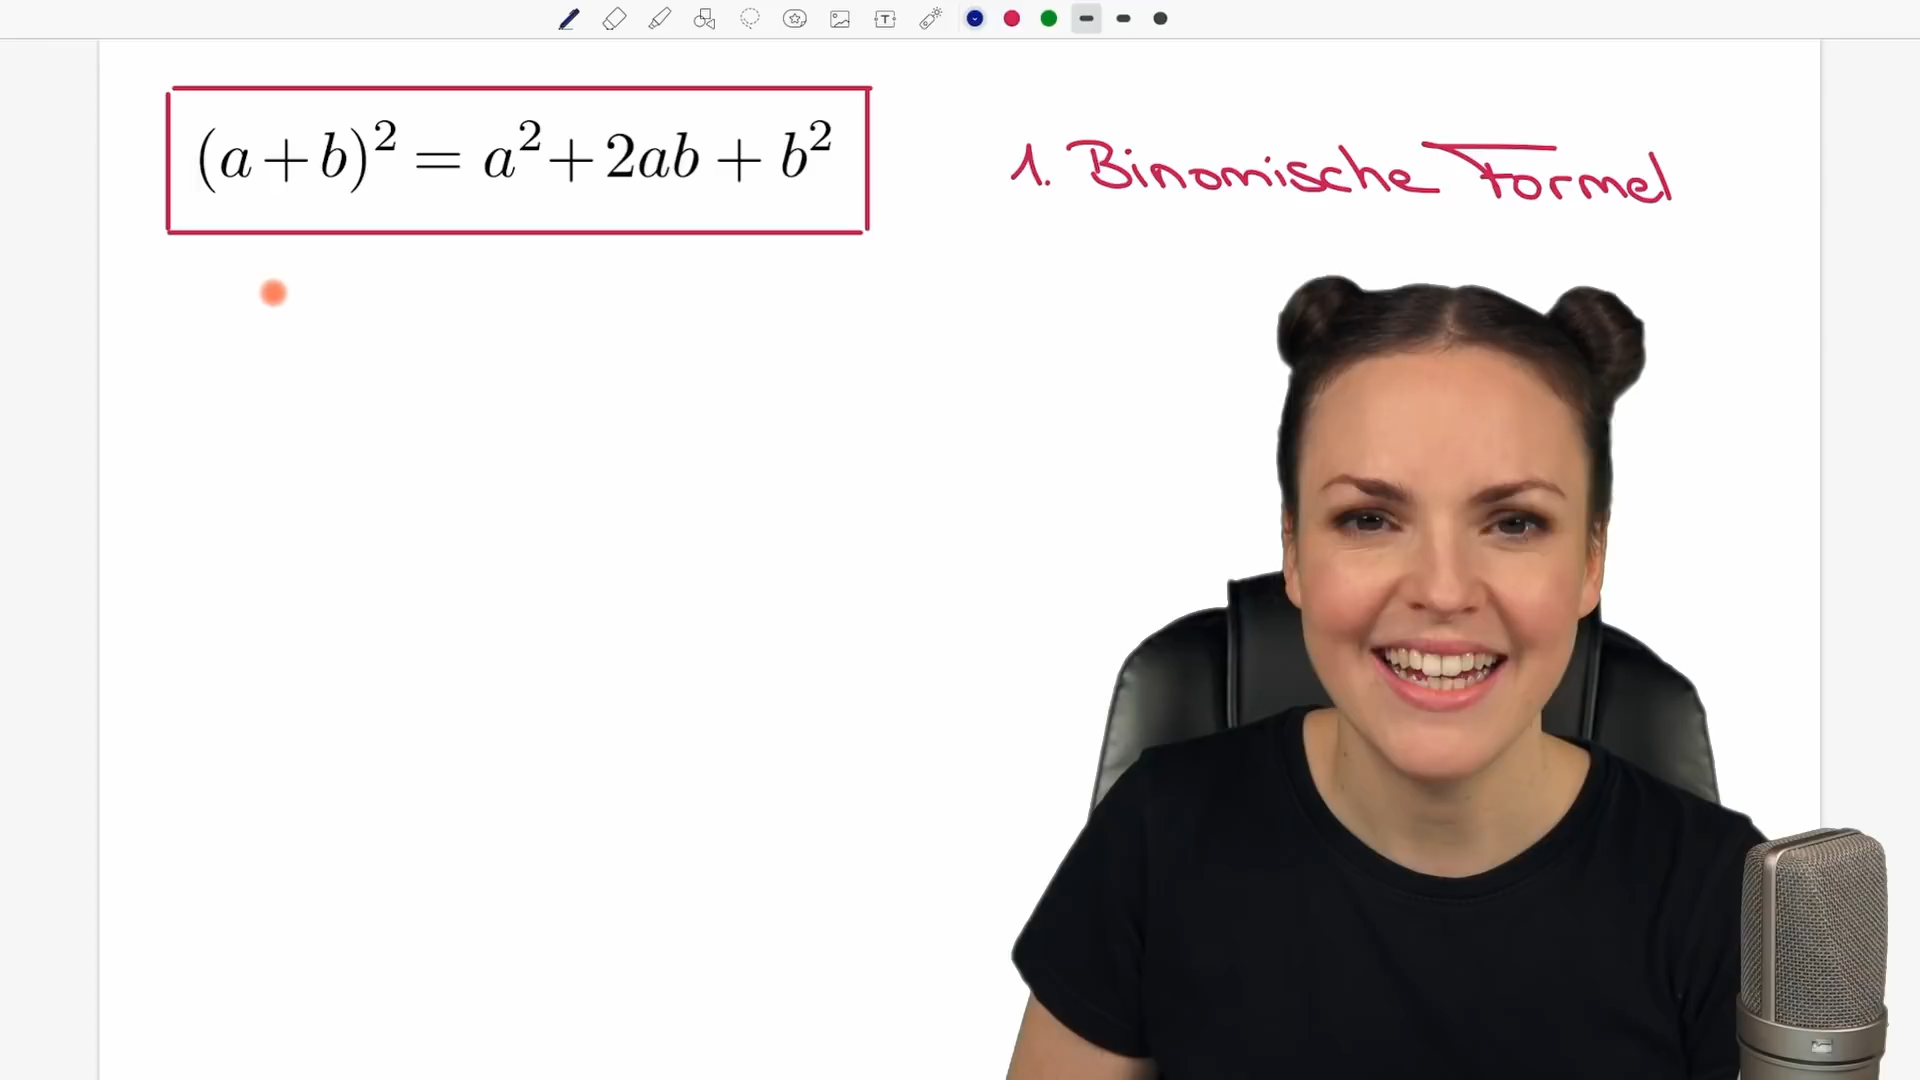 (a + b)² = a² + 2ab + b²
1. Binomische Formel